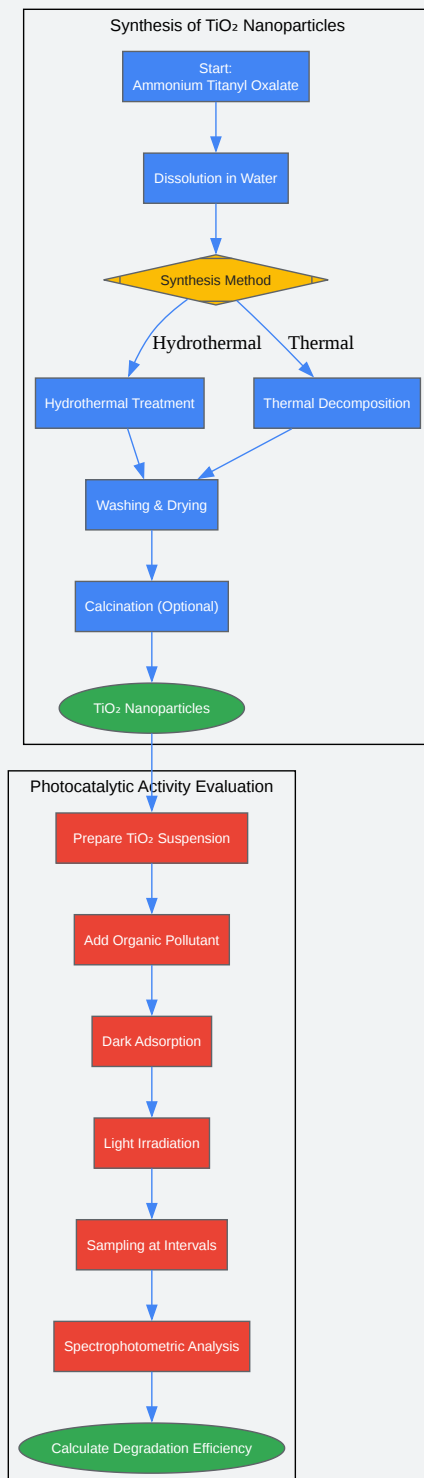 Synthesis of TiO₂ Nanoparticles
Start:
Ammonium Titanyl Oxalate
Dissolution in Water
Synthesis Method
Hydrothermal
Thermal
Hydrothermal Treatment
Thermal Decomposition
Washing & Drying
Calcination (Optional)
TiO₂ Nanoparticles
Photocatalytic Activity Evaluation
Prepare TiO₂ Suspension
Add Organic Pollutant
Dark Adsorption
Light Irradiation
Sampling at Intervals
Spectrophotometric Analysis
Calculate Degradation Efficiency